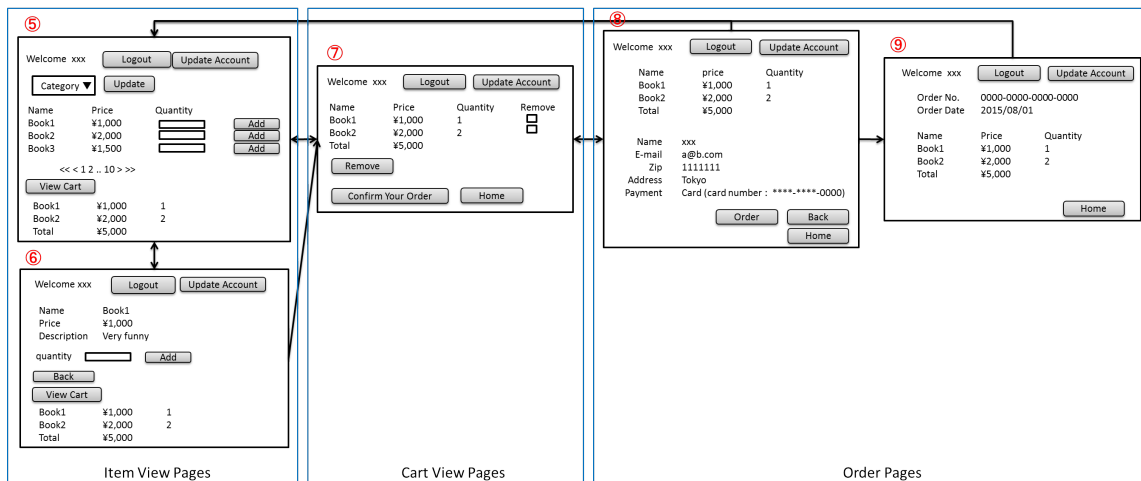 ⑤
Welcome xxx Logout Update Account
Category ▼ Update
Name Price Quantity
Book1 ¥1,000 Add
Book2 ¥2,000 Add
Book3 ¥1,500 Add
<< < 1 2 .. 10 > >>
View Cart
Book1 ¥1,000 1
Book2 ¥2,000 2
Total ¥5,000
⑥
Welcome xxx Logout Update Account
Name Book1
Price ¥1,000
Description Very funny
quantity Add
Back
View Cart
Book1 ¥1,000 1
Book2 ¥2,000 2
Total ¥5,000
Item View Pages
⑦
Welcome xxx Logout Update Account
Name Price Quantity Remove
Book1 ¥1,000 1
Book2 ¥2,000 2
Total ¥5,000
Remove
Confirm Your Order Home
Cart View Pages
⑧
Welcome xxx Logout Update Account
Name price Quantity
Book1 ¥1,000 1
Book2 ¥2,000 2
Total ¥5,000
Name xxx
E-mail a@b.com
Zip 1111111
Address Tokyo
Payment Card (card number : ****-****-0000)
Order Back
Home
⑨
Welcome xxx Logout Update Account
Order No. 0000-0000-0000-0000
Order Date 2015/08/01
Name Price Quantity
Book1 ¥1,000 1
Book2 ¥2,000 2
Total ¥5,000
Home
Order Pages